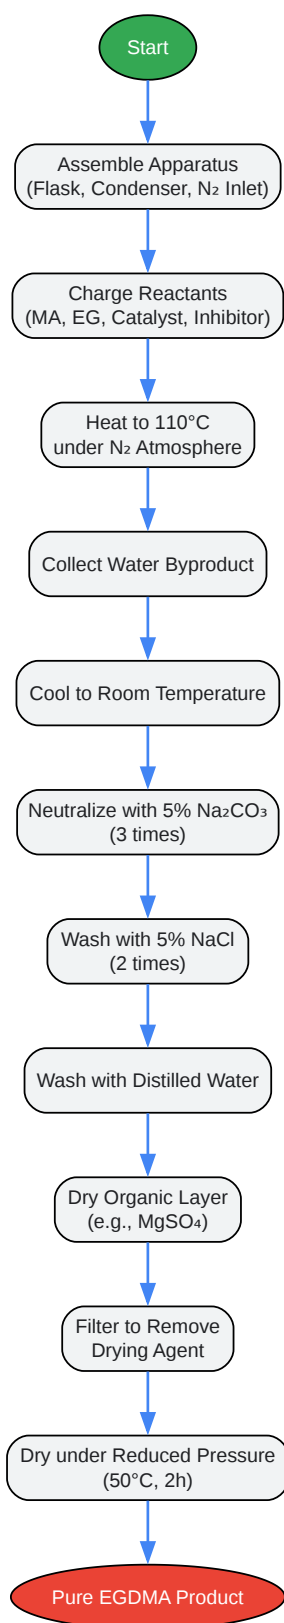 Start
Assemble Apparatus
(Flask, Condenser, N₂ Inlet)
Charge Reactants
(MA, EG, Catalyst, Inhibitor)
Heat to 110°C
under N₂ Atmosphere
Collect Water Byproduct
Cool to Room Temperature
Neutralize with 5% Na₂CO₃
(3 times)
Wash with 5% NaCl
(2 times)
Wash with Distilled Water
Dry Organic Layer
(e.g., MgSO₄)
Filter to Remove
Drying Agent
Dry under Reduced Pressure
(50°C, 2h)
Pure EGDMA Product